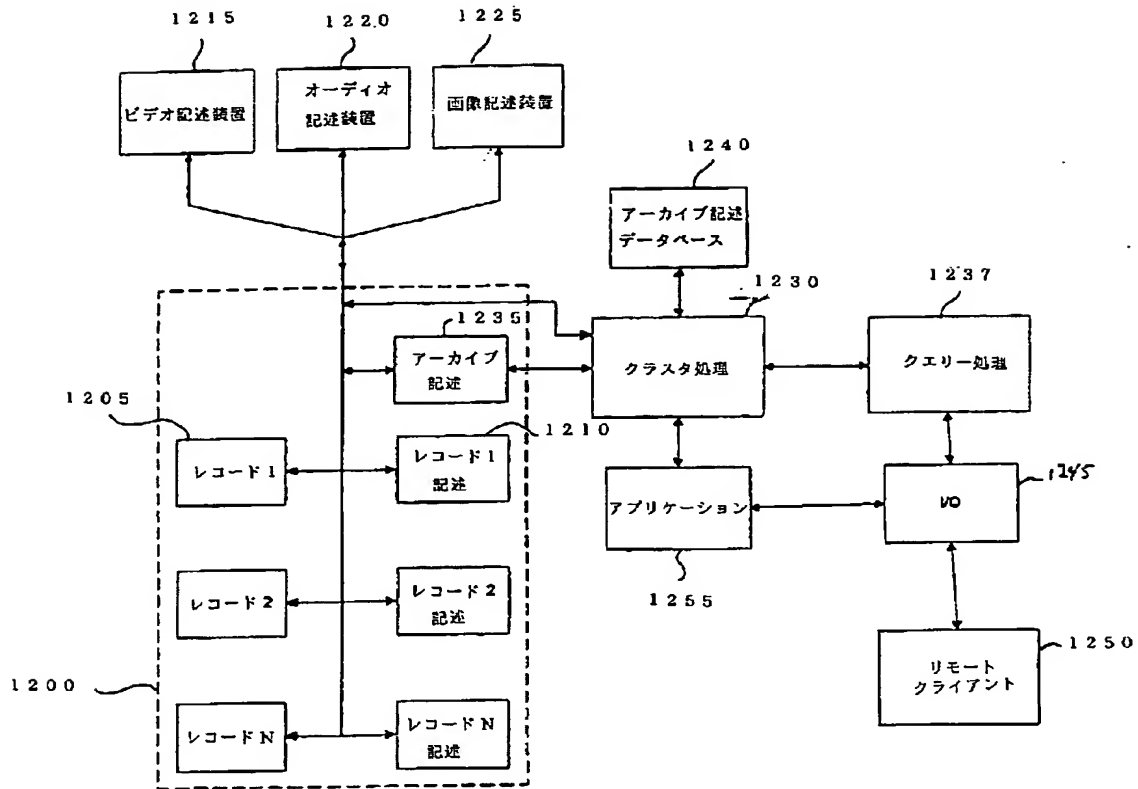 1215
1220
1225
ビデオ記述装置
オーディオ
記述装置
画像記述装置
1240
アーカイブ記述
データベース
1230
1237
1235
アーカイブ
記述
クラスタ処理
クエリー処理
1205
1210
レコード1
レコード1
記述
アプリケーション
I/O
1245
1255
レコード2
レコード2
記述
1250
リモート
クライアント
1200
レコードN
レコードN
記述